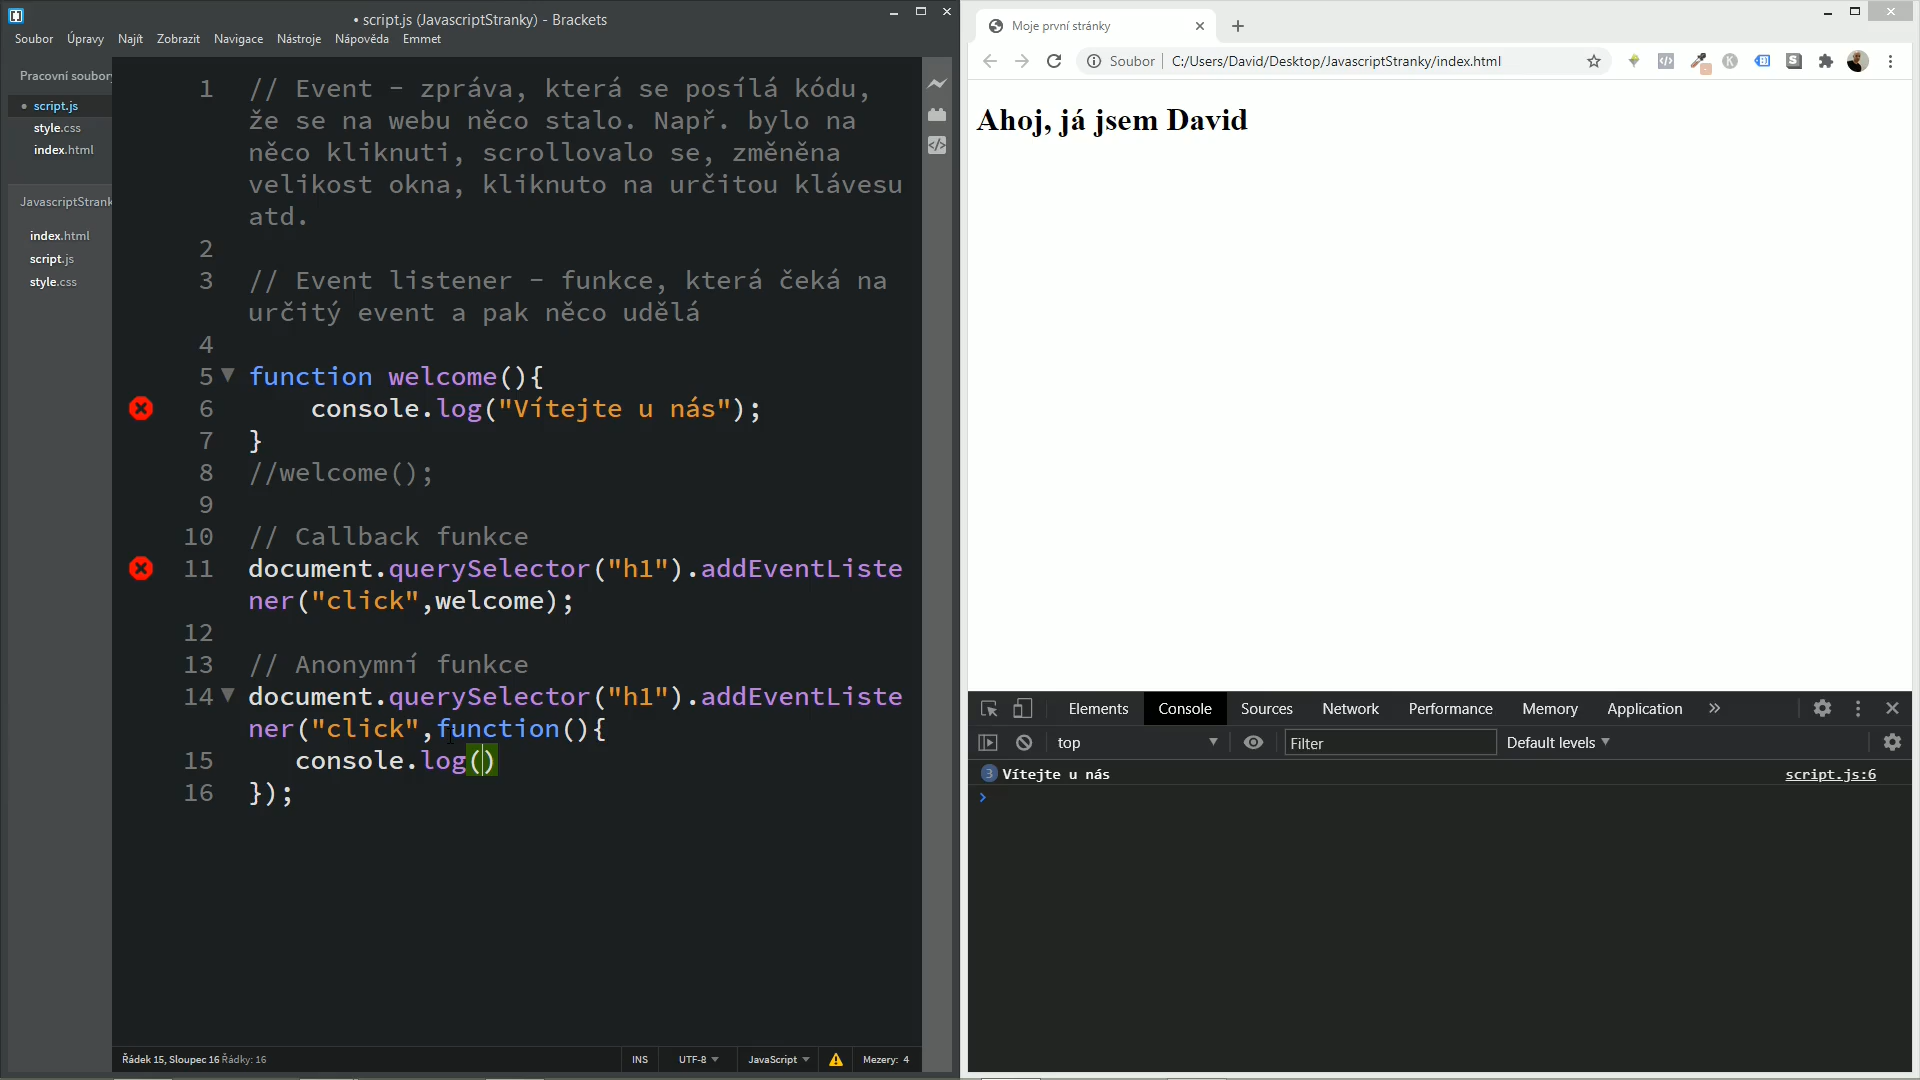 • script.js (JavascriptStranky) - Brackets
Soubor Úpravy Najít Zobrazit Navigace Nástroje Nápověda Emmet
Pracovní soubory
• script.js
style.css
index.html
JavascriptStrank
index.html
script.js
style.css
1 // Event - zpráva, která se posílá kódu,
že se na webu něco stalo. Např. bylo na
něco kliknuti, scrollovalo se, změněna
velikost okna, kliknuto na určitou klávesu
atd.
2
3 // Event listener - funkce, která čeká na
určitý event a pak něco udělá
4
5 function welcome(){
6 console.log("Vítejte u nás");
7 }
8 //welcome();
9
10 // Callback funkce
11 document.querySelector("h1").addEventListe
ner("click",welcome);
12
13 // Anonymní funkce
14 document.querySelector("h1").addEventListe
ner("click",function(){
15 console.log()
16 });
Řádek 15, Sloupec 16 Řádky: 16
INS UTF-8 JavaScript Mezery: 4
Moje první stránky
Soubor C:/Users/David/Desktop/JavascriptStranky/index.html
Ahoj, já jsem David
Elements Console Sources Network Performance Memory Application »
top Filter Default levels
3 Vítejte u nás script.js:6